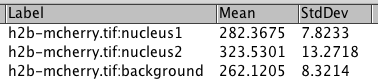 Label Mean StdDev
h2b-mcherry.tif:nucleus1 282.3675 7.8233
h2b-mcherry.tif:nucleus2 323.5301 13.2718
h2b-mcherry.tif:background 262.1205 8.3214